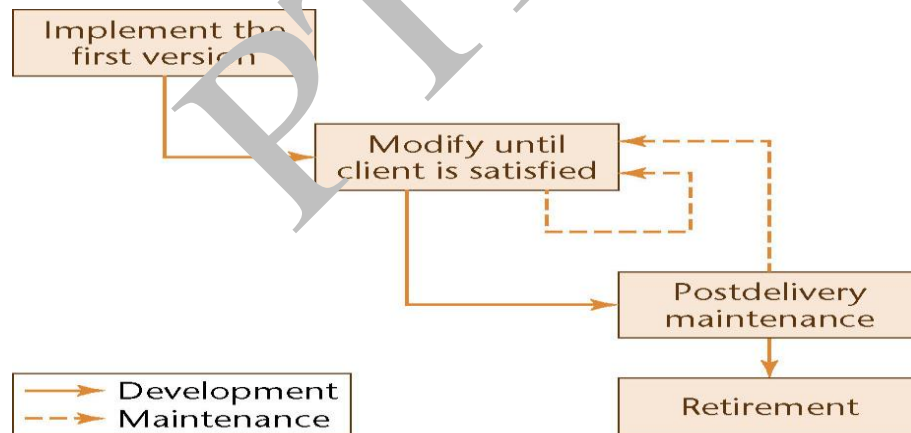 Implement the
first version
Modify until
client is satisfied
Postdelivery
maintenance
Retirement
Development
Maintenance